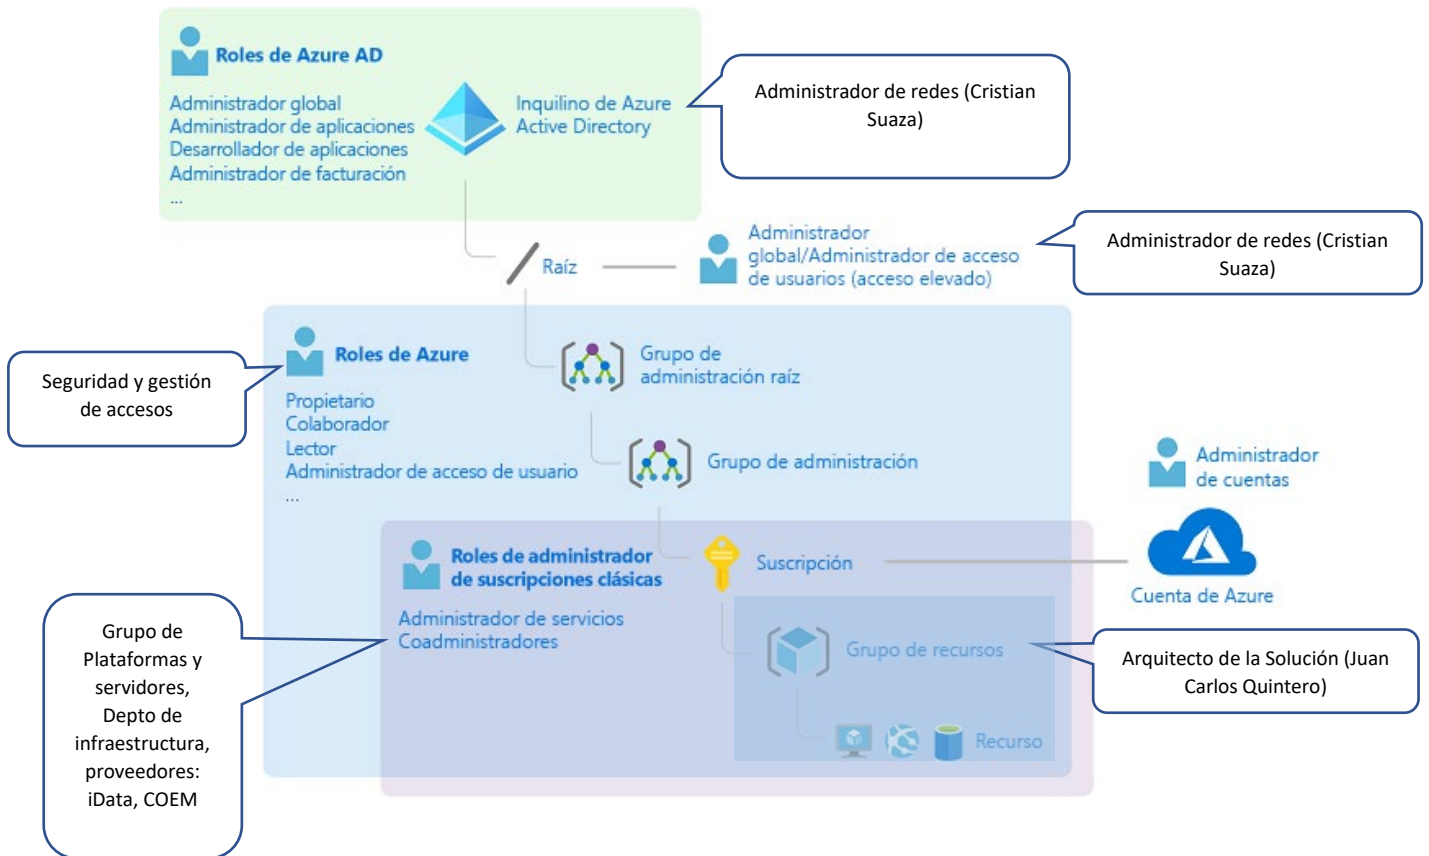 Roles de Azure AD
Administrador global
Administrador de aplicaciones
Desarrollador de aplicaciones
Administrador de facturación
...
Inquilino de Azure
Active Directory
Administrador de redes (Cristian
Suaza)
Raíz
Administrador
global/Administrador de acceso
de usuarios (acceso elevado)
Administrador de redes (Cristian
Suaza)
Seguridad y gestión
de accesos
Roles de Azure
Propietario
Colaborador
Lector
Administrador de acceso de usuario
...
Grupo de
administración raíz
Grupo de administración
Administrador
de cuentas
Roles de administrador
de suscripciones clásicas
Administrador de servicios
Coadministradores
Suscripción
Cuenta de Azure
Grupo de
Plataformas y
servidores,
Depto de
infraestructura,
proveedores:
iData, COEM
Grupo de recursos
Arquitecto de la Solución (Juan
Carlos Quintero)
Recurso